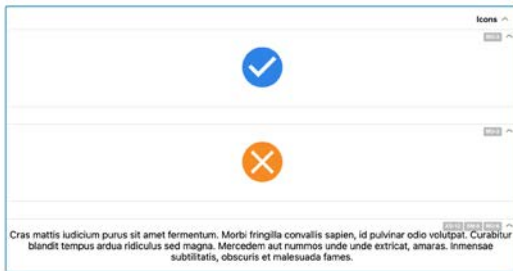 Icons
Cras mattis iudicium purus sit amet fermentum. Morbi fringilla convallis sapien, id pulvinar odio volutpat. Curabitur
blandit tempus ardua ridiculus sed magna. Mercedem aut nummos unde unde extricat, amaras. Inmensae
subtilitatis, obscuris et malesuada fames.